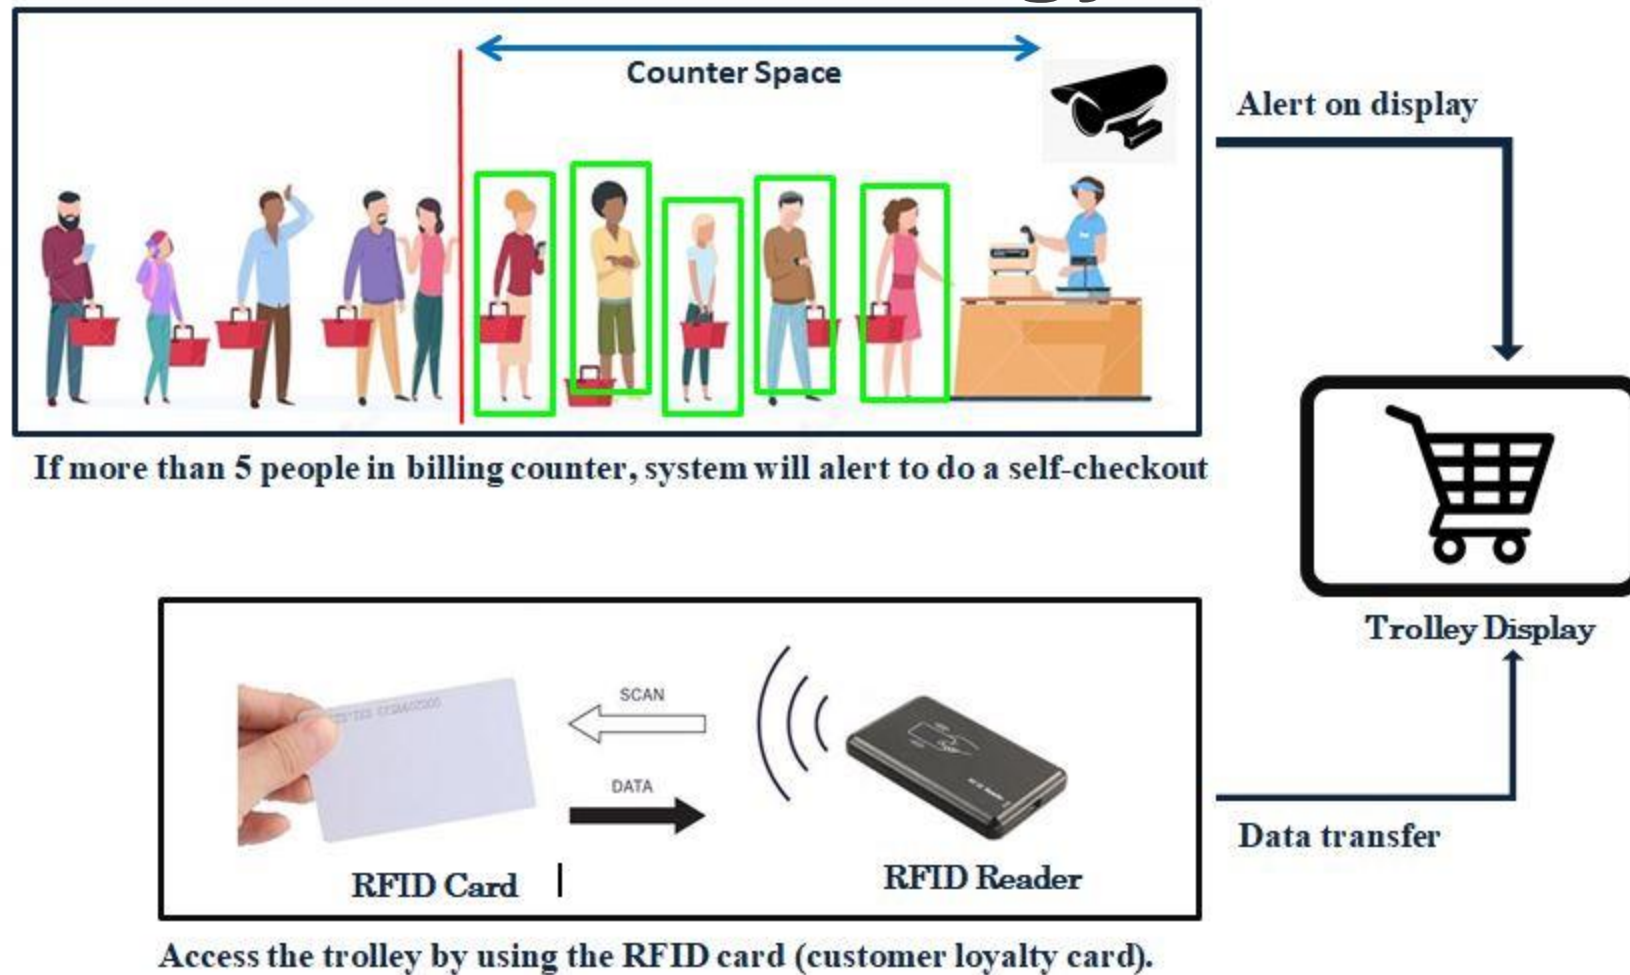 Counter Space
Alert on display
If more than 5 people in billing counter, system will alert to do a self-checkout
Trolley Display
SCAN
DATA
Data transfer
RFID Card
RFID Reader
Access the trolley by using the RFID card (customer loyalty card).